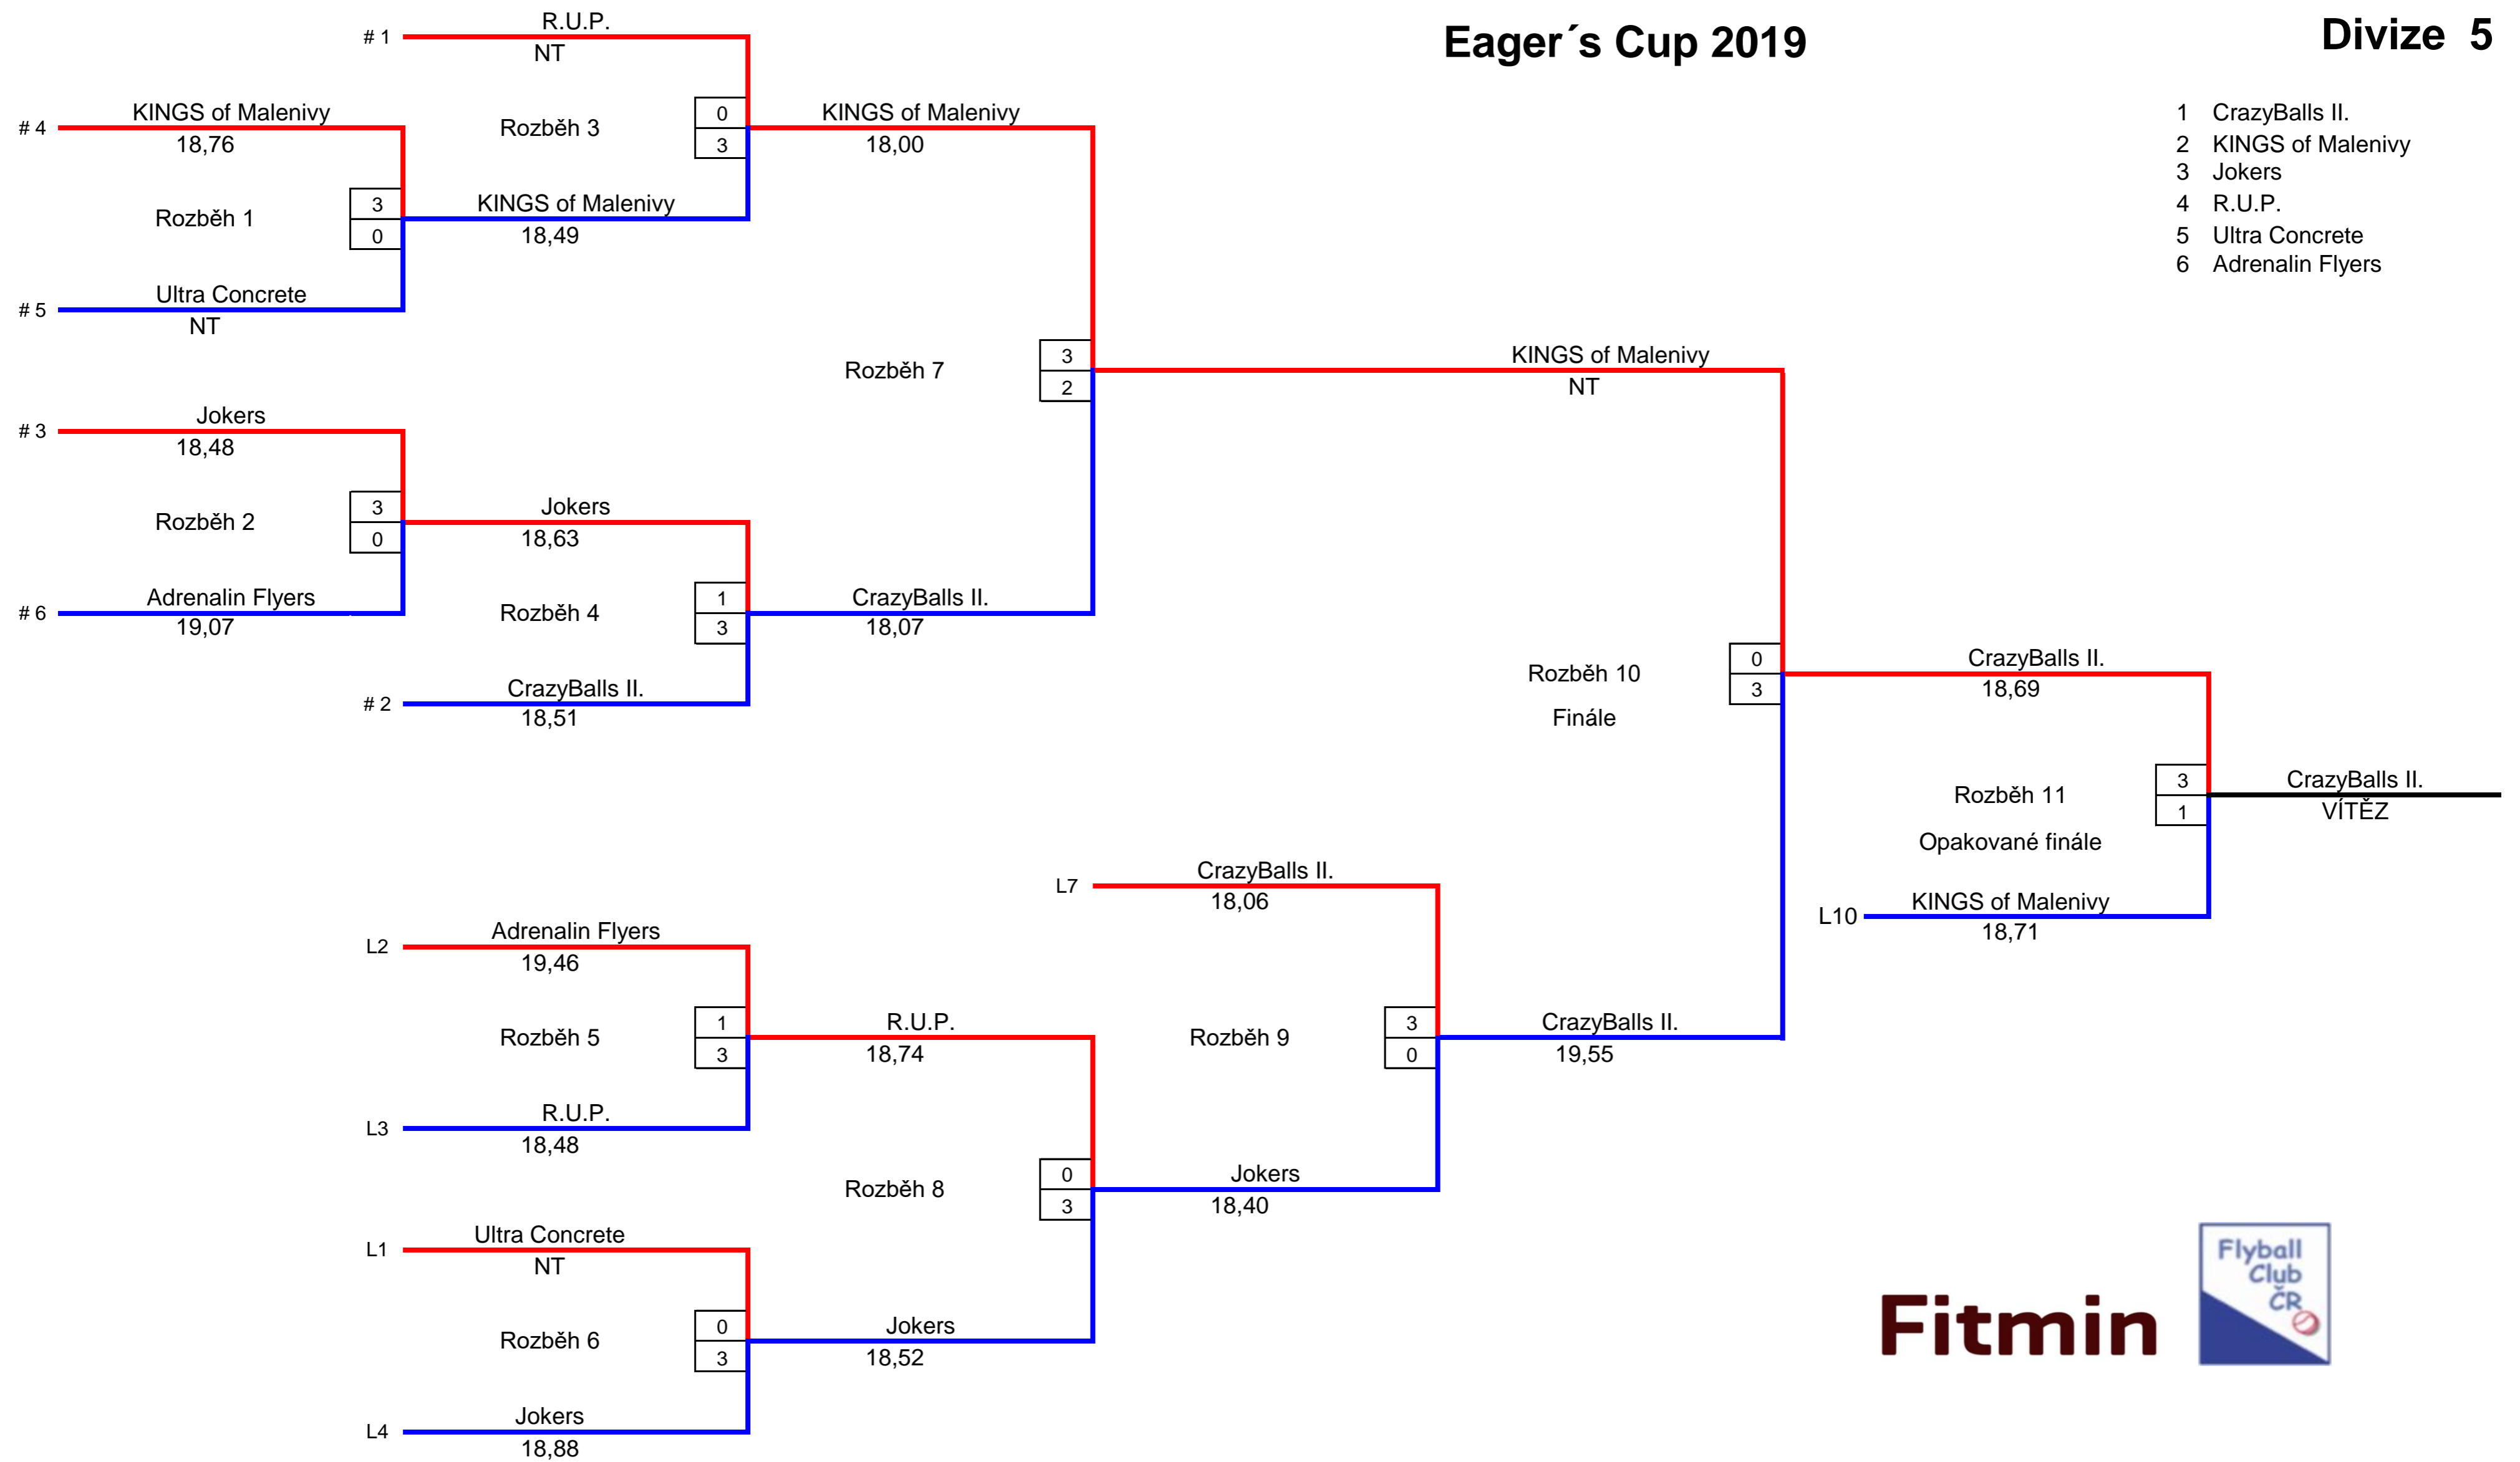 Eager´s Cup 2019
Divize 5
1 CrazyBalls II.
2 KINGS of Malenivy
3 Jokers
4 R.U.P.
5 Ultra Concrete
6 Adrenalin Flyers
# 1
R.U.P.
NT
# 4
KINGS of Malenivy
18,76
Rozběh 3
0
3
KINGS of Malenivy
18,00
Rozběh 1
3
0
KINGS of Malenivy
18,49
# 5
Ultra Concrete
NT
Rozběh 7
3
2
KINGS of Malenivy
NT
# 3
Jokers
18,48
Rozběh 2
3
0
Jokers
18,63
# 6
Adrenalin Flyers
19,07
Rozběh 4
1
3
CrazyBalls II.
18,07
# 2
CrazyBalls II.
18,51
Rozběh 10
Finále
0
3
CrazyBalls II.
18,69
Rozběh 11
Opakované finále
3
1
CrazyBalls II.
VÍTĚZ
L10
KINGS of Malenivy
18,71
L7
CrazyBalls II.
18,06
L2
Adrenalin Flyers
19,46
Rozběh 5
1
3
R.U.P.
18,74
Rozběh 9
3
0
CrazyBalls II.
19,55
L3
R.U.P.
18,48
Rozběh 8
0
3
Jokers
18,40
L1
Ultra Concrete
NT
Rozběh 6
0
3
Jokers
18,52
L4
Jokers
18,88
Fitmin
Flyball
Club
ČR